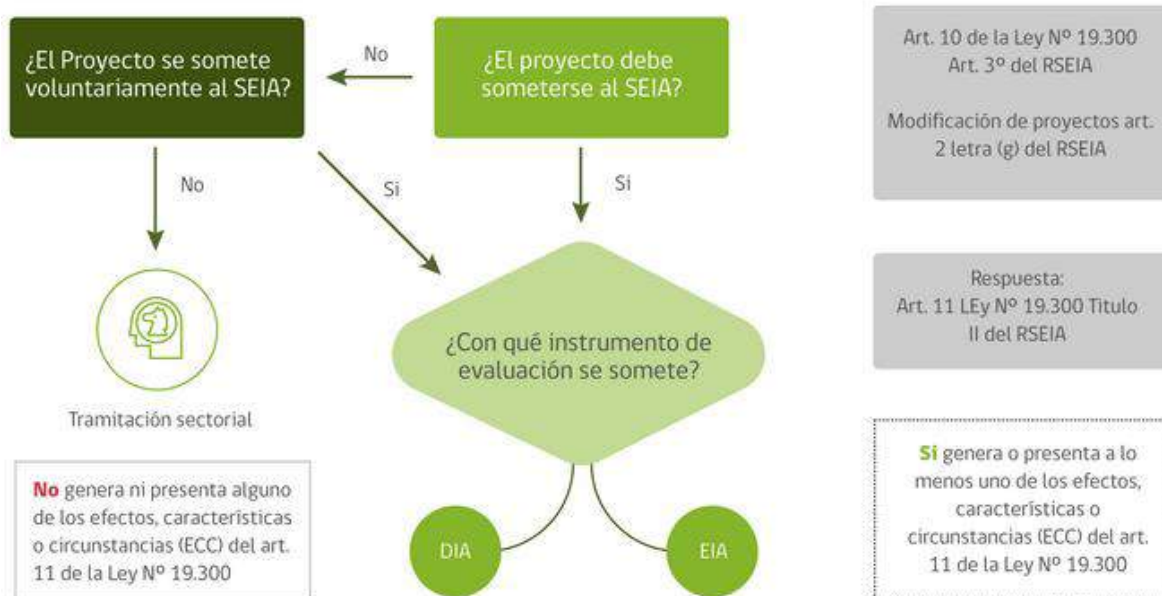 ¿El Proyecto se somete
voluntariamente al SEIA?
No
¿El proyecto debe
someterse al SEIA?
Art. 10 de la Ley Nº 19.300
Art. 3º del RSEIA
Modificación de proyectos art.
2 letra (g) del RSEIA
No
Si
Si
Respuesta:
Art. 11 LEy Nº 19.300 Titulo
II del RSEIA
¿Con qué instrumento de
evaluación se somete?
Tramitación sectorial
No genera ni presenta alguno
de los efectos, características
o circunstancias (ECC) del art.
11 de la Ley Nº 19.300
DIA
EIA
Si genera o presenta a lo
menos uno de los efectos,
características o
circunstancias (ECC) del art.
11 de la Ley Nº 19.300